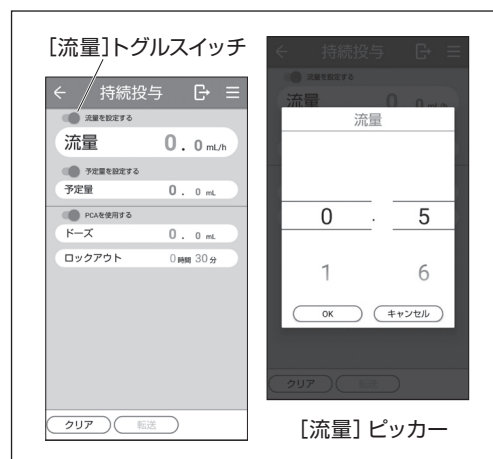 [流量]トグルスイッチ
← 持続投与
流量を設定する
流量 0 . 0 mL/h
予定量を設定する
予定量 0 . 0 mL
PCAを使用する
ドーズ 0 . 0 mL
ロックアウト 0 時間 30 分
クリア 転送
← 持続投与
流量を設定する
流量 0 0 mL/h
流量
0 . 5
1 6
OK キャンセル
クリア 転送
[流量] ピッカー